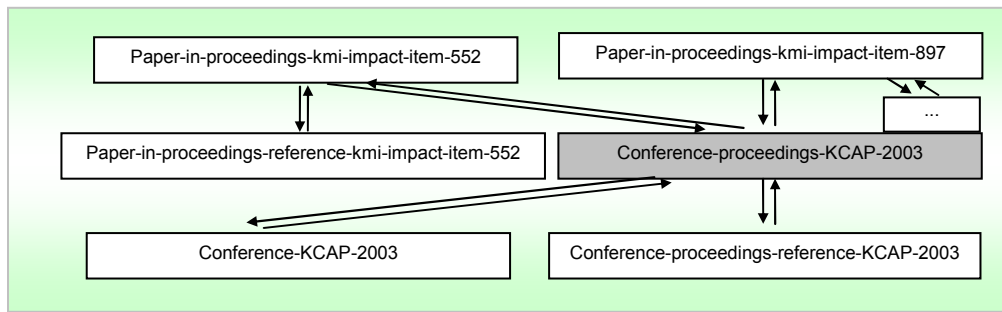 Paper-in-proceedings-kmi-impact-item-552
Paper-in-proceedings-kmi-impact-item-897
...
Paper-in-proceedings-reference-kmi-impact-item-552
Conference-proceedings-KCAP-2003
Conference-KCAP-2003
Conference-proceedings-reference-KCAP-2003